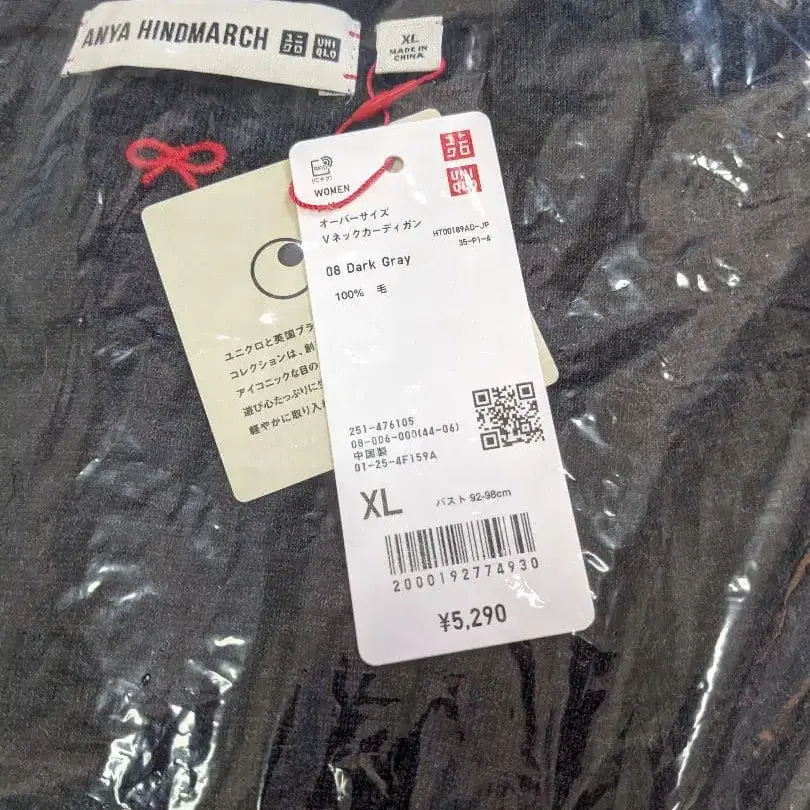 ANYA HINDMARCH ユニクロ UNIQLO
XL
MADE IN
CHINA
ユニクロ
UNIQLO
WOMEN
オーバーサイズ
Vネックカーディガン
HT00189AD-JP
35-P1-4
08 Dark Gray
100% 毛
ユニクロと英国ブラ
コレクションは、創
アイコニックな目の
遊び心たっぷりに
軽やかに取り入れ
251-476105
08-006-000(44-06)
中国製
01-25-4F159A
XL バスト 92-98cm
2000192774930
¥5,290